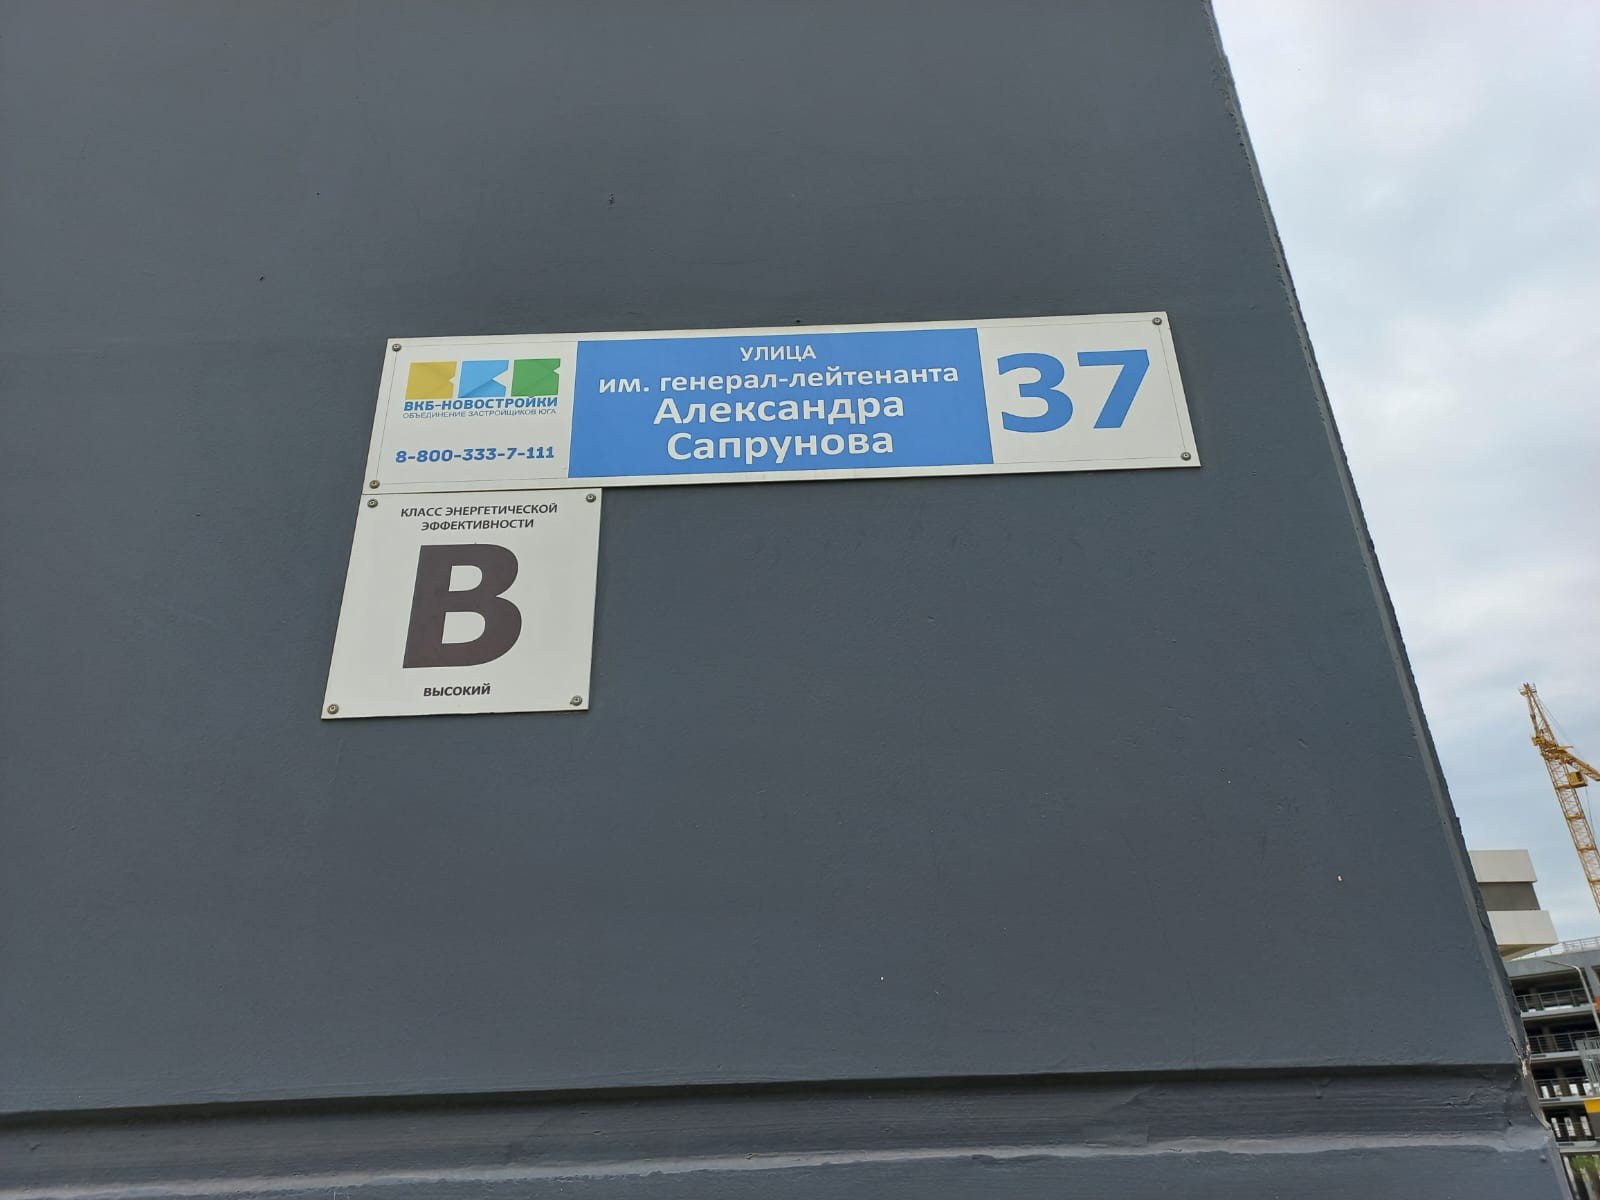 ВКБ-НОВОСТРОЙКИ
ОБЪЕДИНЕНИЕ ЗАСТРОЙЩИКОВ ЮГА
8-800-333-7-111
УЛИЦА
им. генерал-лейтенанта
Александра
Сапрунова
37
КЛАСС ЭНЕРГЕТИЧЕСКОЙ
ЭФФЕКТИВНОСТИ
В
ВЫСОКИЙ